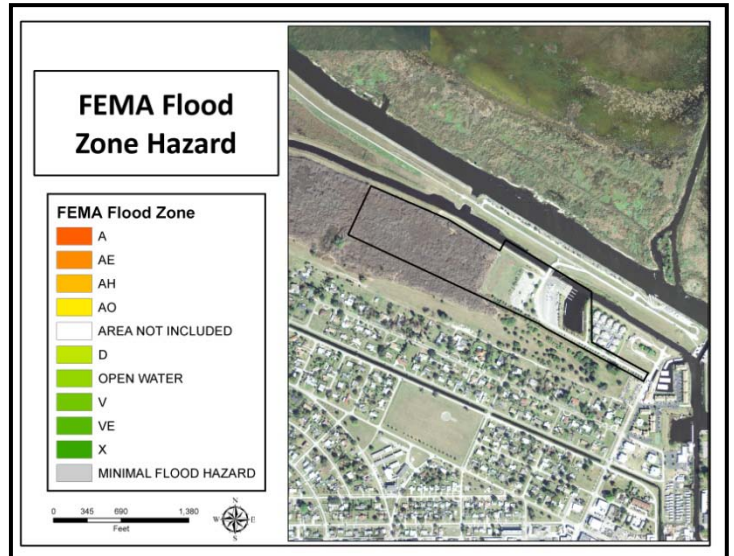 FEMA Flood
Zone Hazard
FEMA Flood Zone
A
AE
AH
AO
AREA NOT INCLUDED
D
OPEN WATER
V
VE
X
MINIMAL FLOOD HAZARD
0 345 690 1,380
Feet
N
W E
S